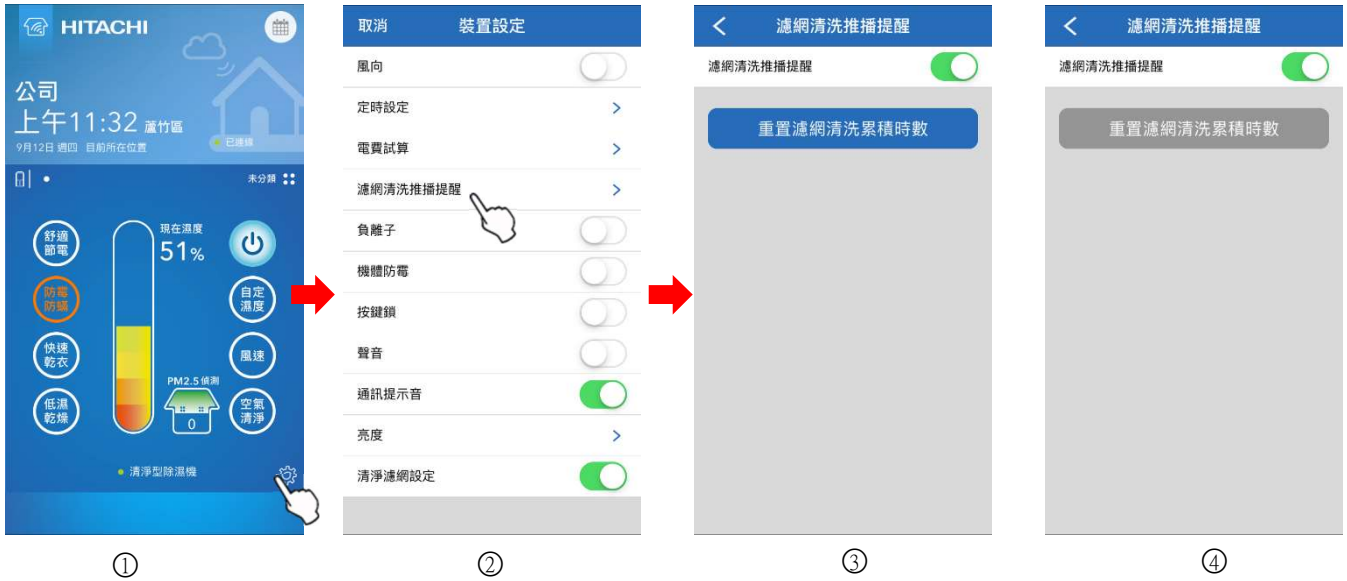 HITACHI
公司
上午11:32 蘆竹區
9月12日 週四 目前所在位置
已連線
未分類
舒適
節電
現在濕度
51%
防霉
防蟎
自定
濕度
快速
乾衣
風速
PM2.5 偵測
低濕
乾燥
0
空氣
清淨
清淨型除濕機
①
取消 裝置設定
風向
定時設定
電費試算
濾網清洗推播提醒
負離子
機體防霉
按鍵鎖
聲音
通訊提示音
亮度
清淨濾網設定
②
濾網清洗推播提醒
濾網清洗推播提醒
重置濾網清洗累積時數
③
濾網清洗推播提醒
濾網清洗推播提醒
重置濾網清洗累積時數
④